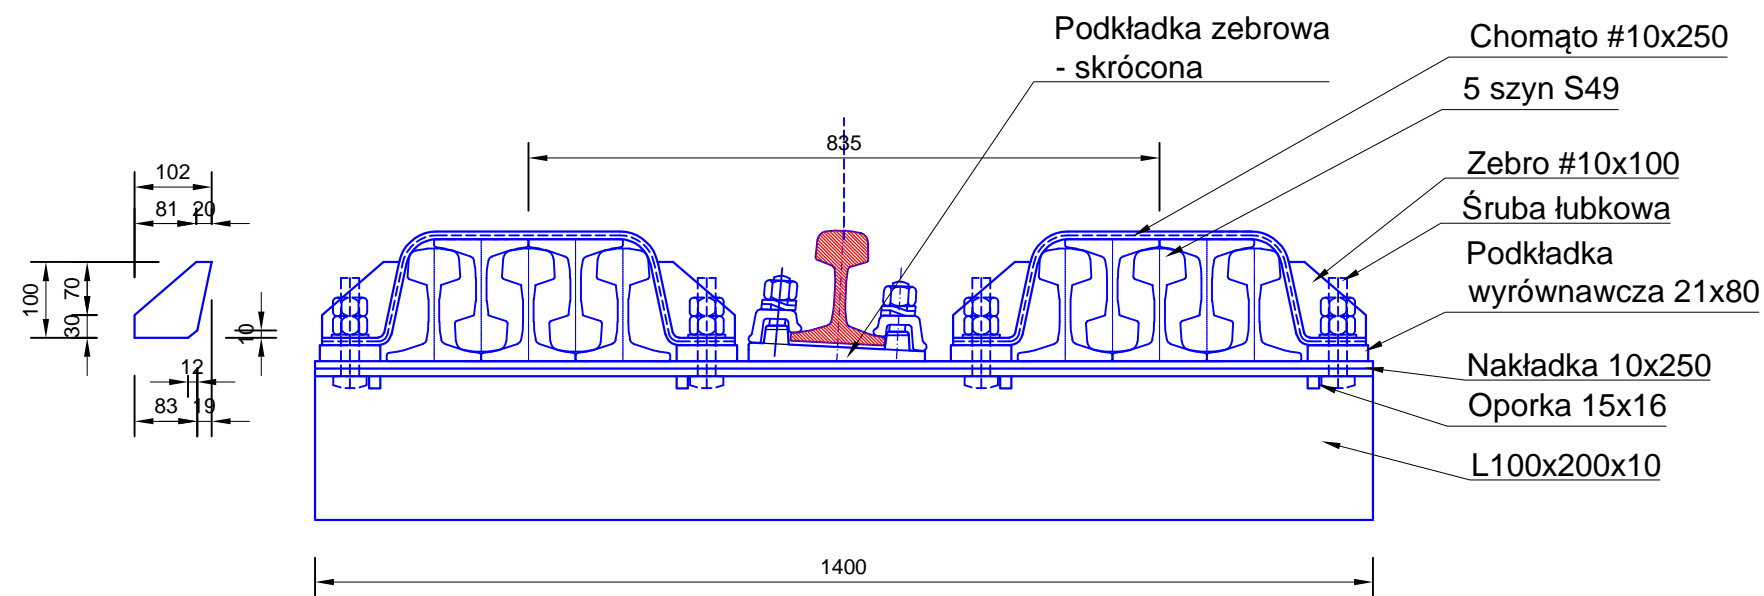 Podkładka zebrowa
- skrócona
Chomąto #10x250
5 szyn S49
835
Zebro #10x100
102
Śruba łubkowa
81
20
Podkładka
wyrównawcza 21x80
100
70
30
10
12
Nakładka 10x250
83
19
Oporka 15x16
L100x200x10
1400